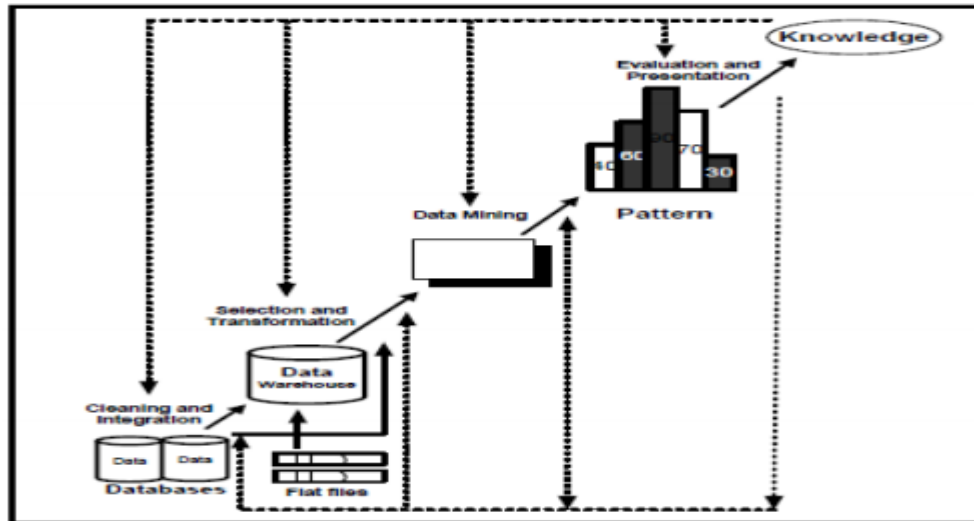 Knowledge
Evaluation and
Presentation
40
60
90
70
30
Pattern
Data Mining
Selection and
Transformation
Data
Warehouse
Cleaning and
Integration
Data
Data
Databases
Flat files